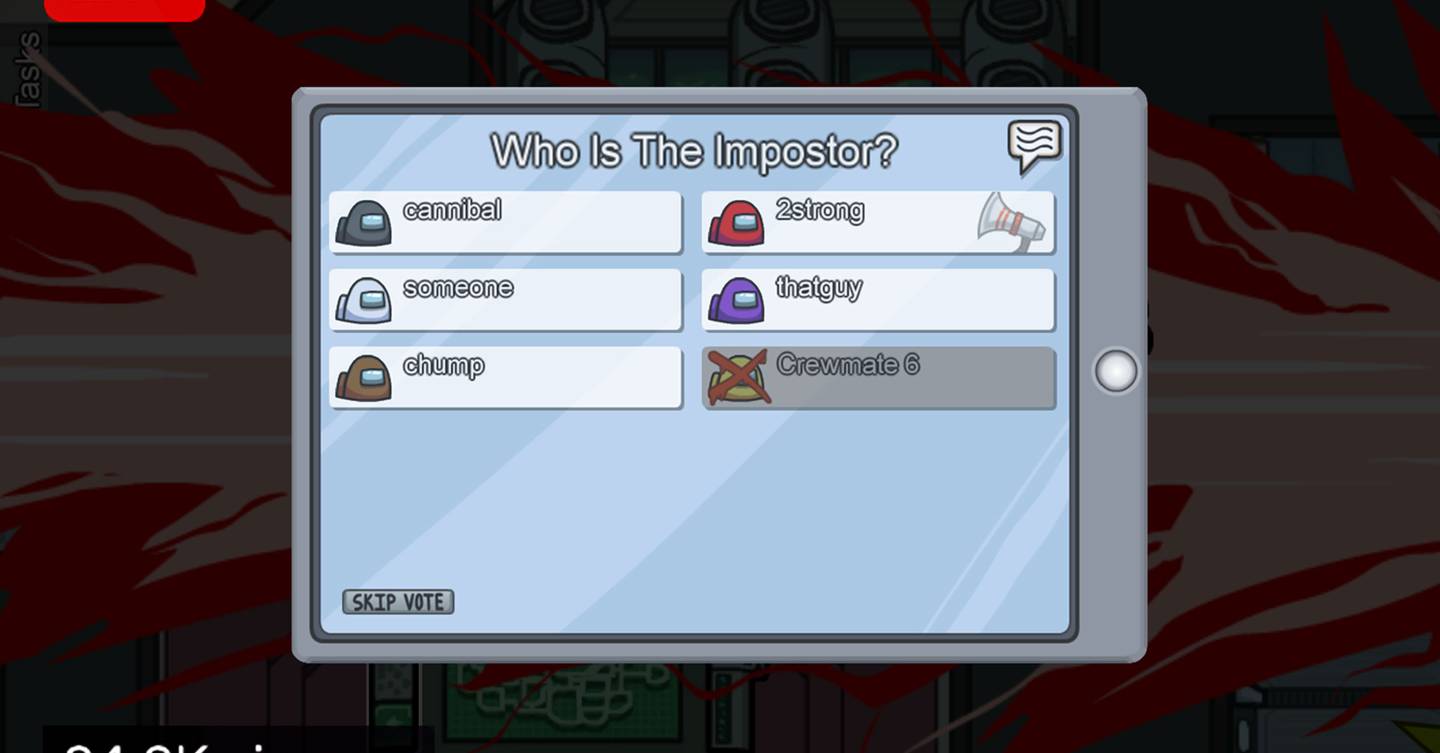 Tasks
Who Is The Impostor?
cannibal
2strong
someone
thatguy
chump
Crewmate 6
SKIP VOTE